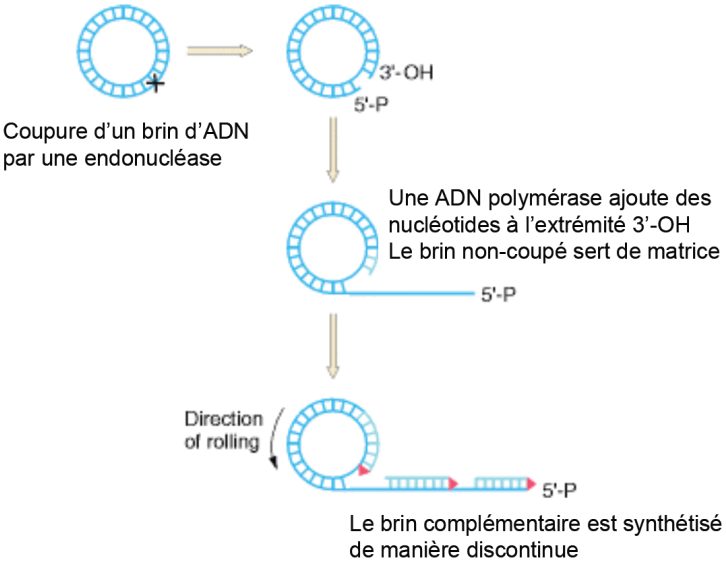 3'-OH
5'-P
Coupure d'un brin d'ADN
par une endonucléase
Une ADN polymérase ajoute des
nucléotides à l'extrémité 3'-OH
Le brin non-coupé sert de matrice
5'-P
Direction
of rolling
5'-P
Le brin complémentaire est synthétisé
de manière discontinue